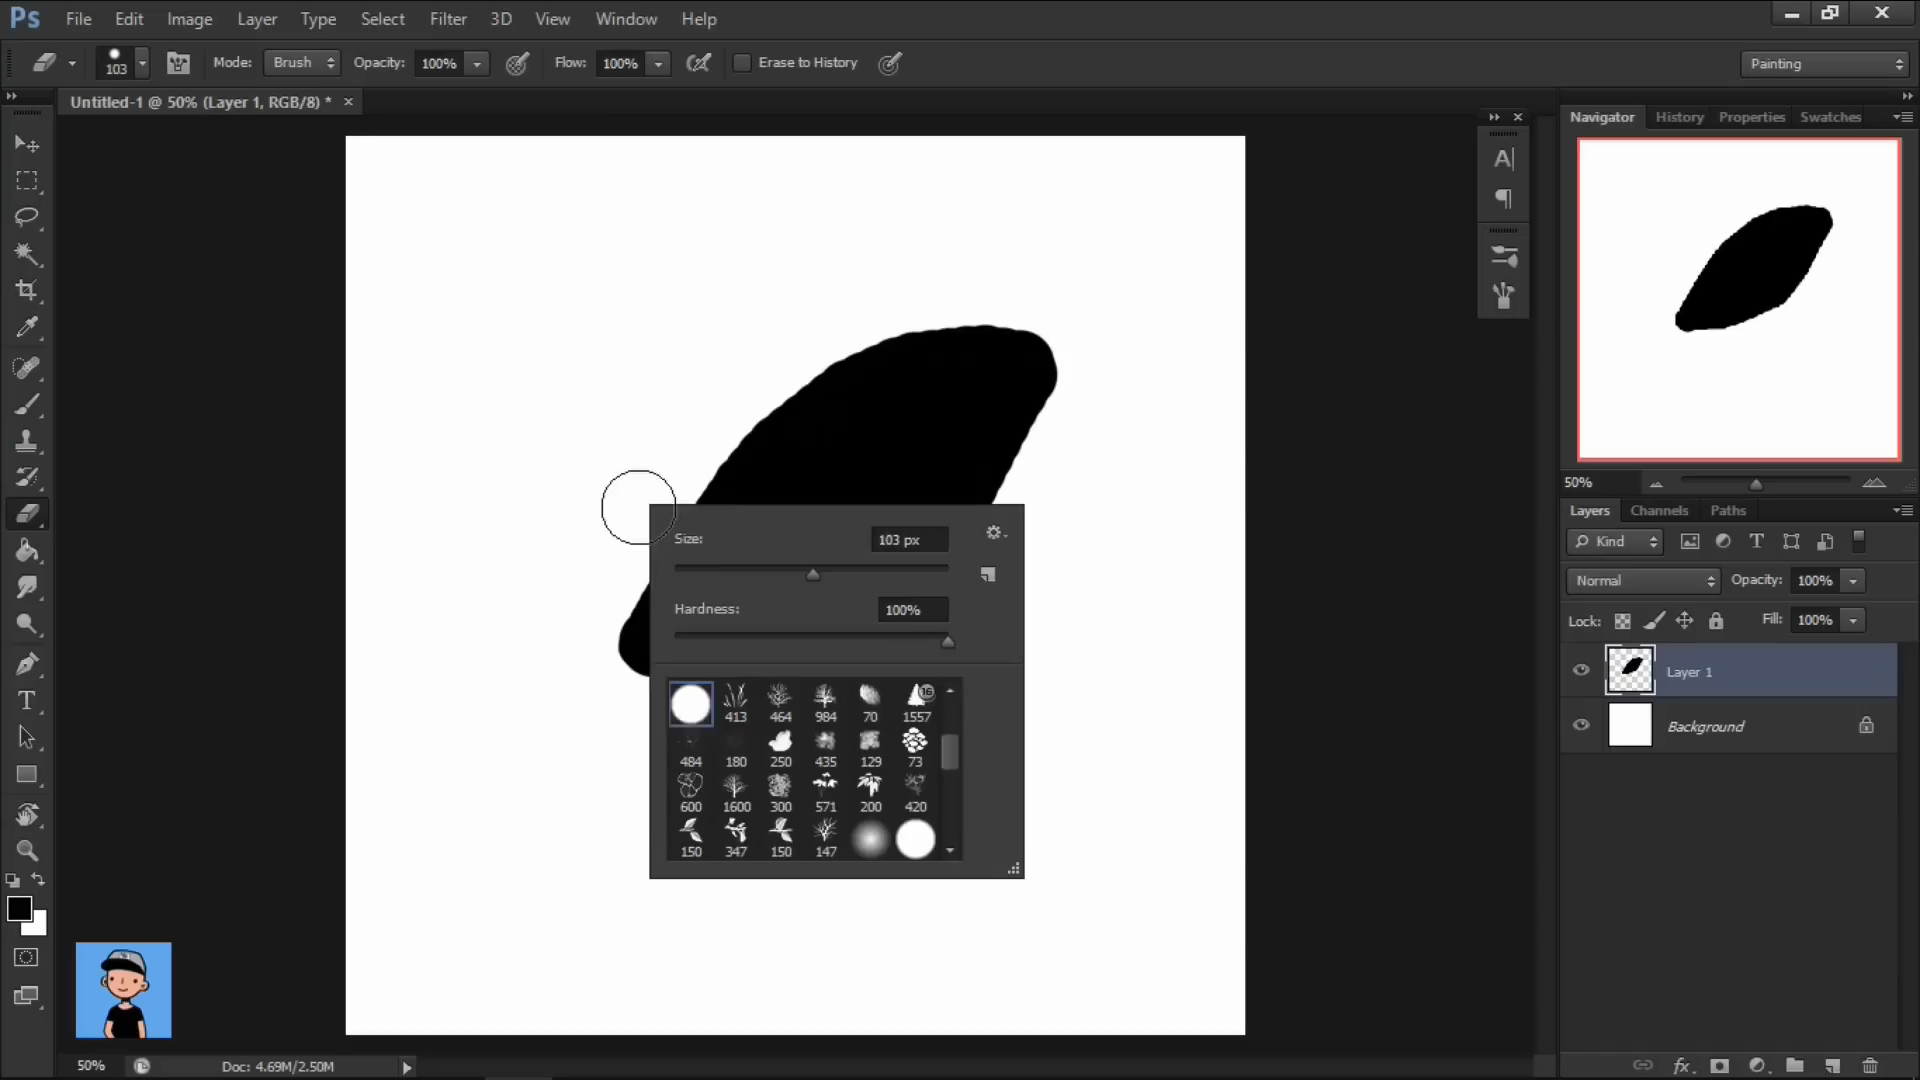 Ps File Edit Image Layer Type Select Filter 3D View Window Help
103 Mode: Brush Opacity: 100% Flow: 100% Erase to History Painting
Untitled-1 @ 50% (Layer 1, RGB/8) *
Navigator History Properties Swatches
A
50%
Layers Channels Paths
Kind T
Normal Opacity: 100%
Lock: Fill: 100%
Layer 1
Background
Size: 103 px
Hardness: 100%
16
413 464 984 70 1557
484 180 250 435 129 73
600 1600 300 571 200 420
150 347 150 147
T
50% Doc: 4.69M/2.50M
fx